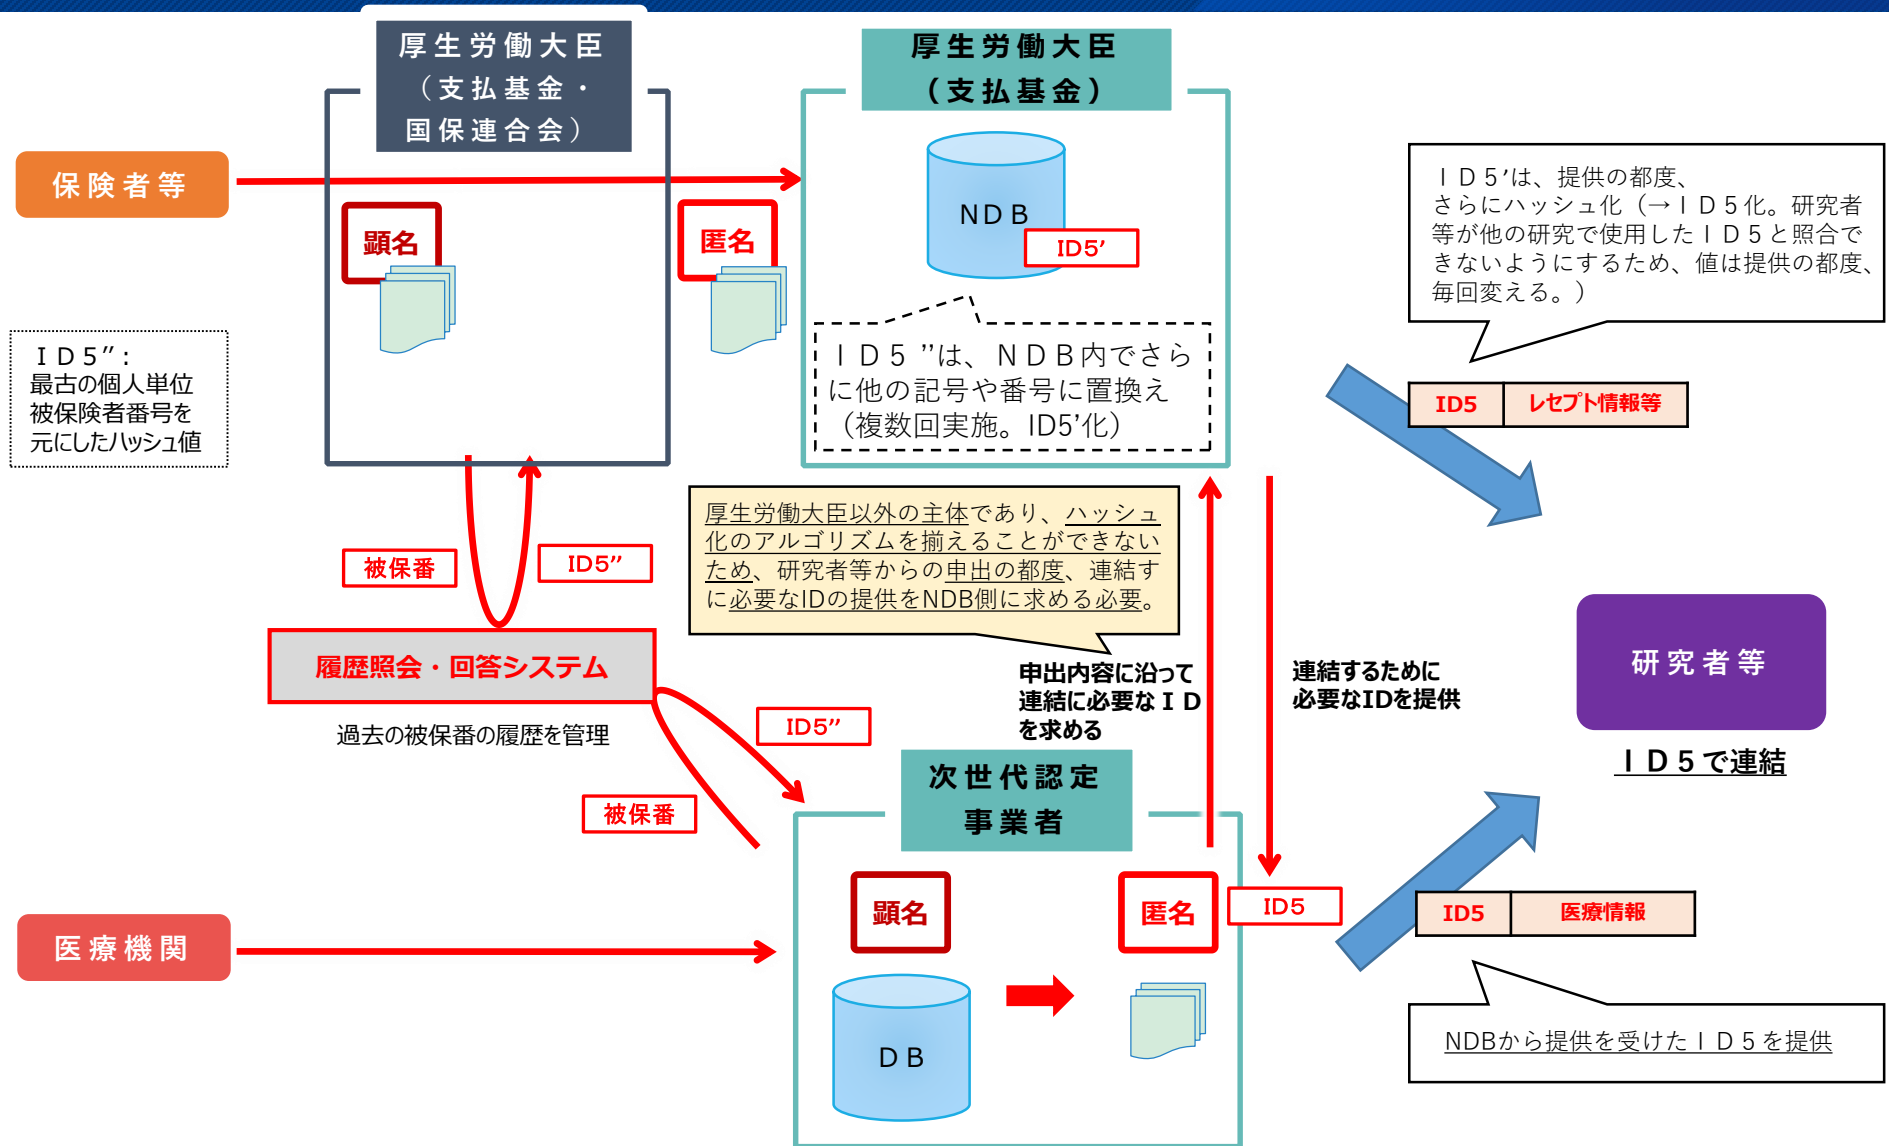 厚生労働大臣
（支払基金・
国保連合会）
厚生労働大臣
（支払基金）
保険者等
顕名
匿名
NDB
ID5'
ＩＤ５'は、提供の都度、
さらにハッシュ化（→ＩＤ５化。研究者
等が他の研究で使用したＩＤ５と照合で
きないようにするため、値は提供の都度、
毎回変える。）
ＩＤ５''：
最古の個人単位
被保険者番号を
元にしたハッシュ値
ＩＤ５''は、ＮＤＢ内でさら
に他の記号や番号に置換え
（複数回実施。ID5'化）
ID5
レセプト情報等
厚生労働大臣以外の主体であり、ハッシュ
化のアルゴリズムを揃えることができない
ため、研究者等からの申出の都度、連結す
に必要なIDの提供をNDB側に求める必要。
被保番
ID5''
履歴照会・回答システム
過去の被保番の履歴を管理
ID5''
被保番
申出内容に沿って
連結に必要なＩＤ
を求める
連結するために
必要なIDを提供
研究者等
ＩＤ５で連結
次世代認定
事業者
顕名
匿名
ID5
医療機関
DB
ID5
医療情報
NDBから提供を受けたＩＤ５を提供